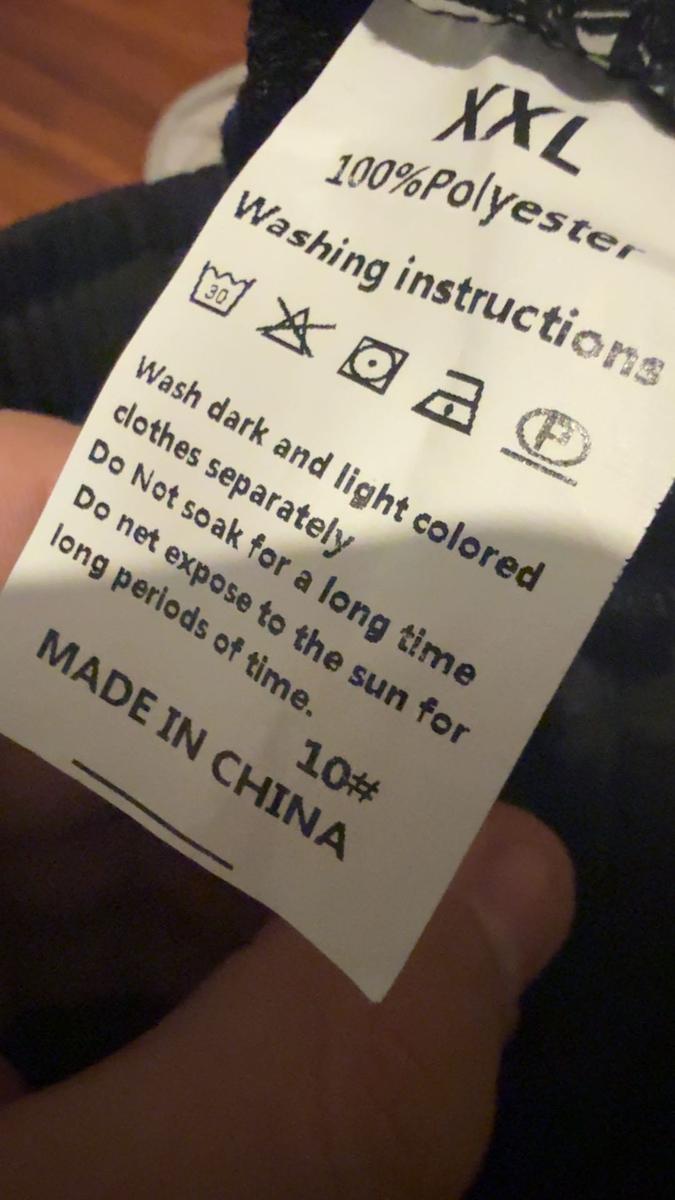 XXL
100%Polyester
Washing instructions
30
P
Wash dark and light colored
clothes separately
Do Not soak for a long time
Do net expose to the sun for
long periods of time.
10#
MADE IN CHINA